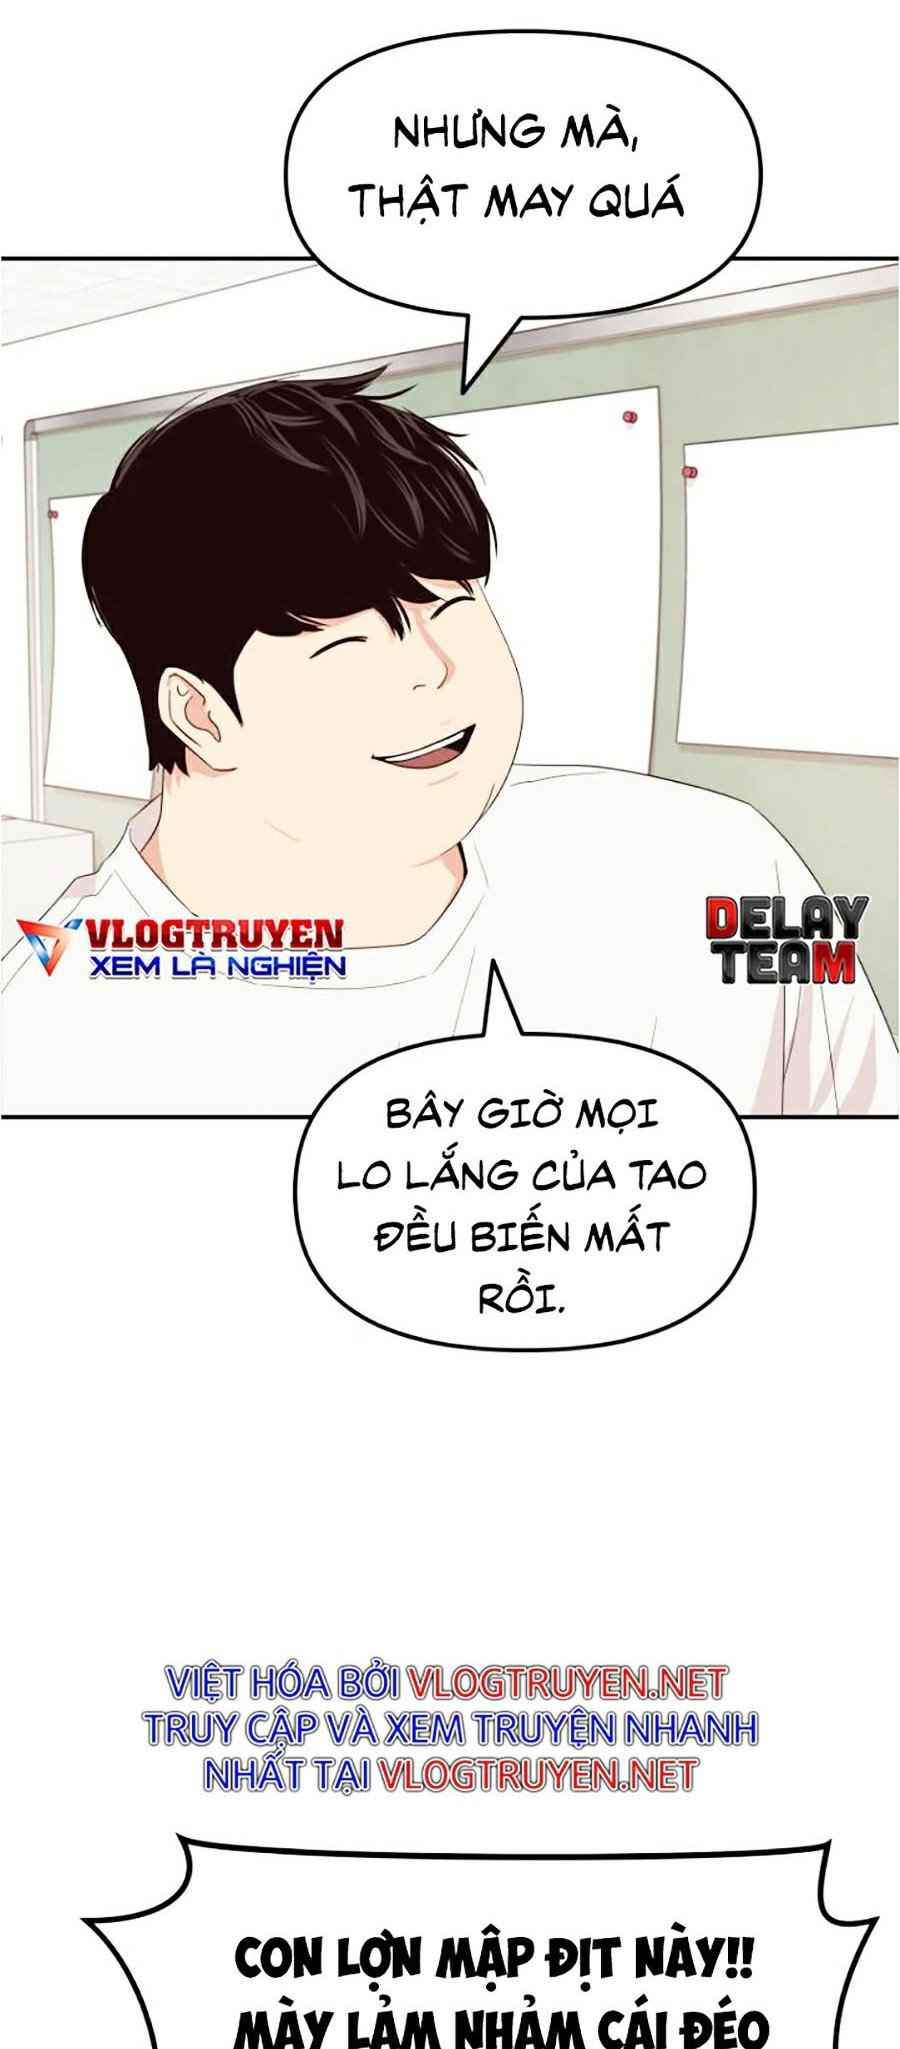 NHƯNG MÀ,
THẬT MAY QUÁ
VLOGTRUYEN
XEM LÀ NGHIỆN
DELAY
TEAM
BÂY GIỜ MỌI
LO LẮNG CỦA TAO
ĐỀU BIẾN MẤT
RỒI.
VIỆT HÓA BỞI VLOGTRUYEN.NET
TRUY CẬP VÀ XEM TRUYỆN NHANH
NHẤT TẠI VLOGTRUYEN.NET
CON LỢN MẬP ĐỊT NÀY!!
MÀY LẢM NHẢM CÁI ĐÉO